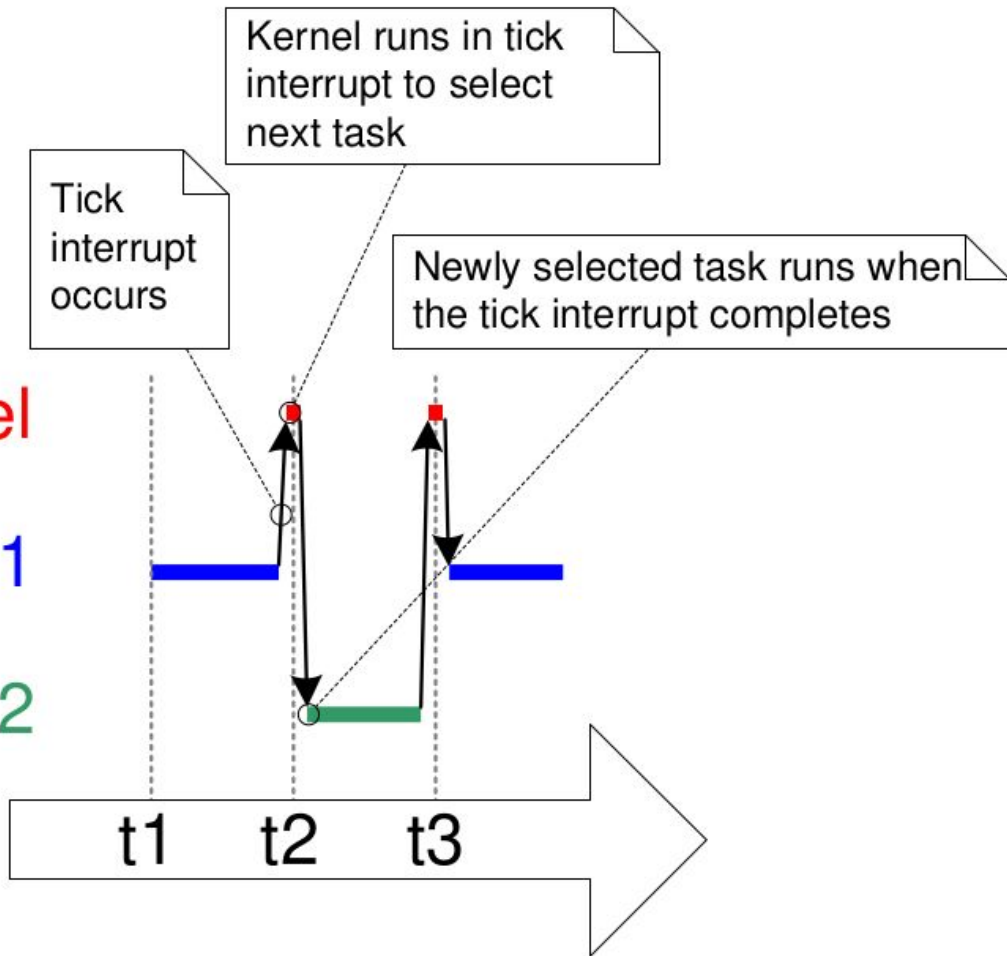 Kernel runs in tick
interrupt to select
next task
Tick
interrupt
occurs
Newly selected task runs when
the tick interrupt completes
el
1
2
t1 t2 t3